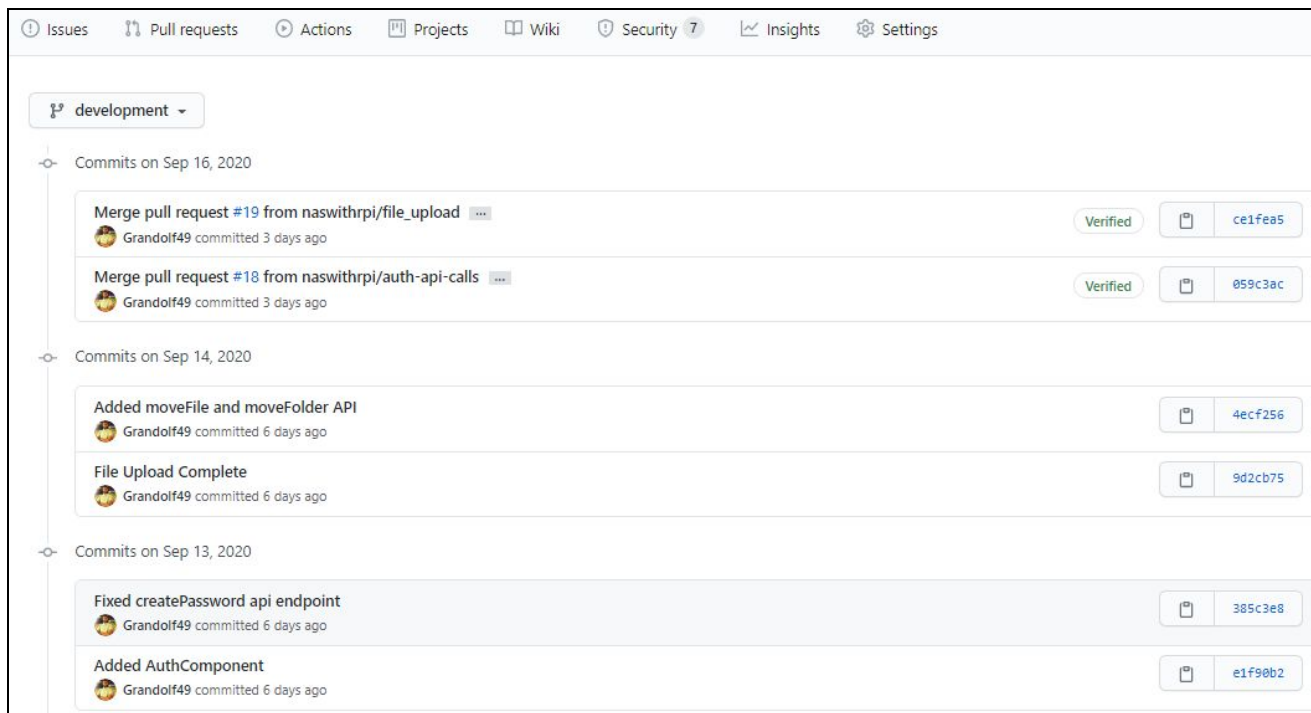 Issues Pull requests Actions Projects Wiki Security 7 Insights Settings
development
Commits on Sep 16, 2020
Merge pull request #19 from naswithrpi/file_upload ...
Grandolf49 committed 3 days ago
Verified ce1fea5
Merge pull request #18 from naswithrpi/auth-api-calls ...
Grandolf49 committed 3 days ago
Verified 059c3ac
Commits on Sep 14, 2020
Added moveFile and moveFolder API
Grandolf49 committed 6 days ago
4ecf256
File Upload Complete
Grandolf49 committed 6 days ago
9d2cb75
Commits on Sep 13, 2020
Fixed createPassword api endpoint
Grandolf49 committed 6 days ago
385c3e8
Added AuthComponent
Grandolf49 committed 6 days ago
e1f90b2